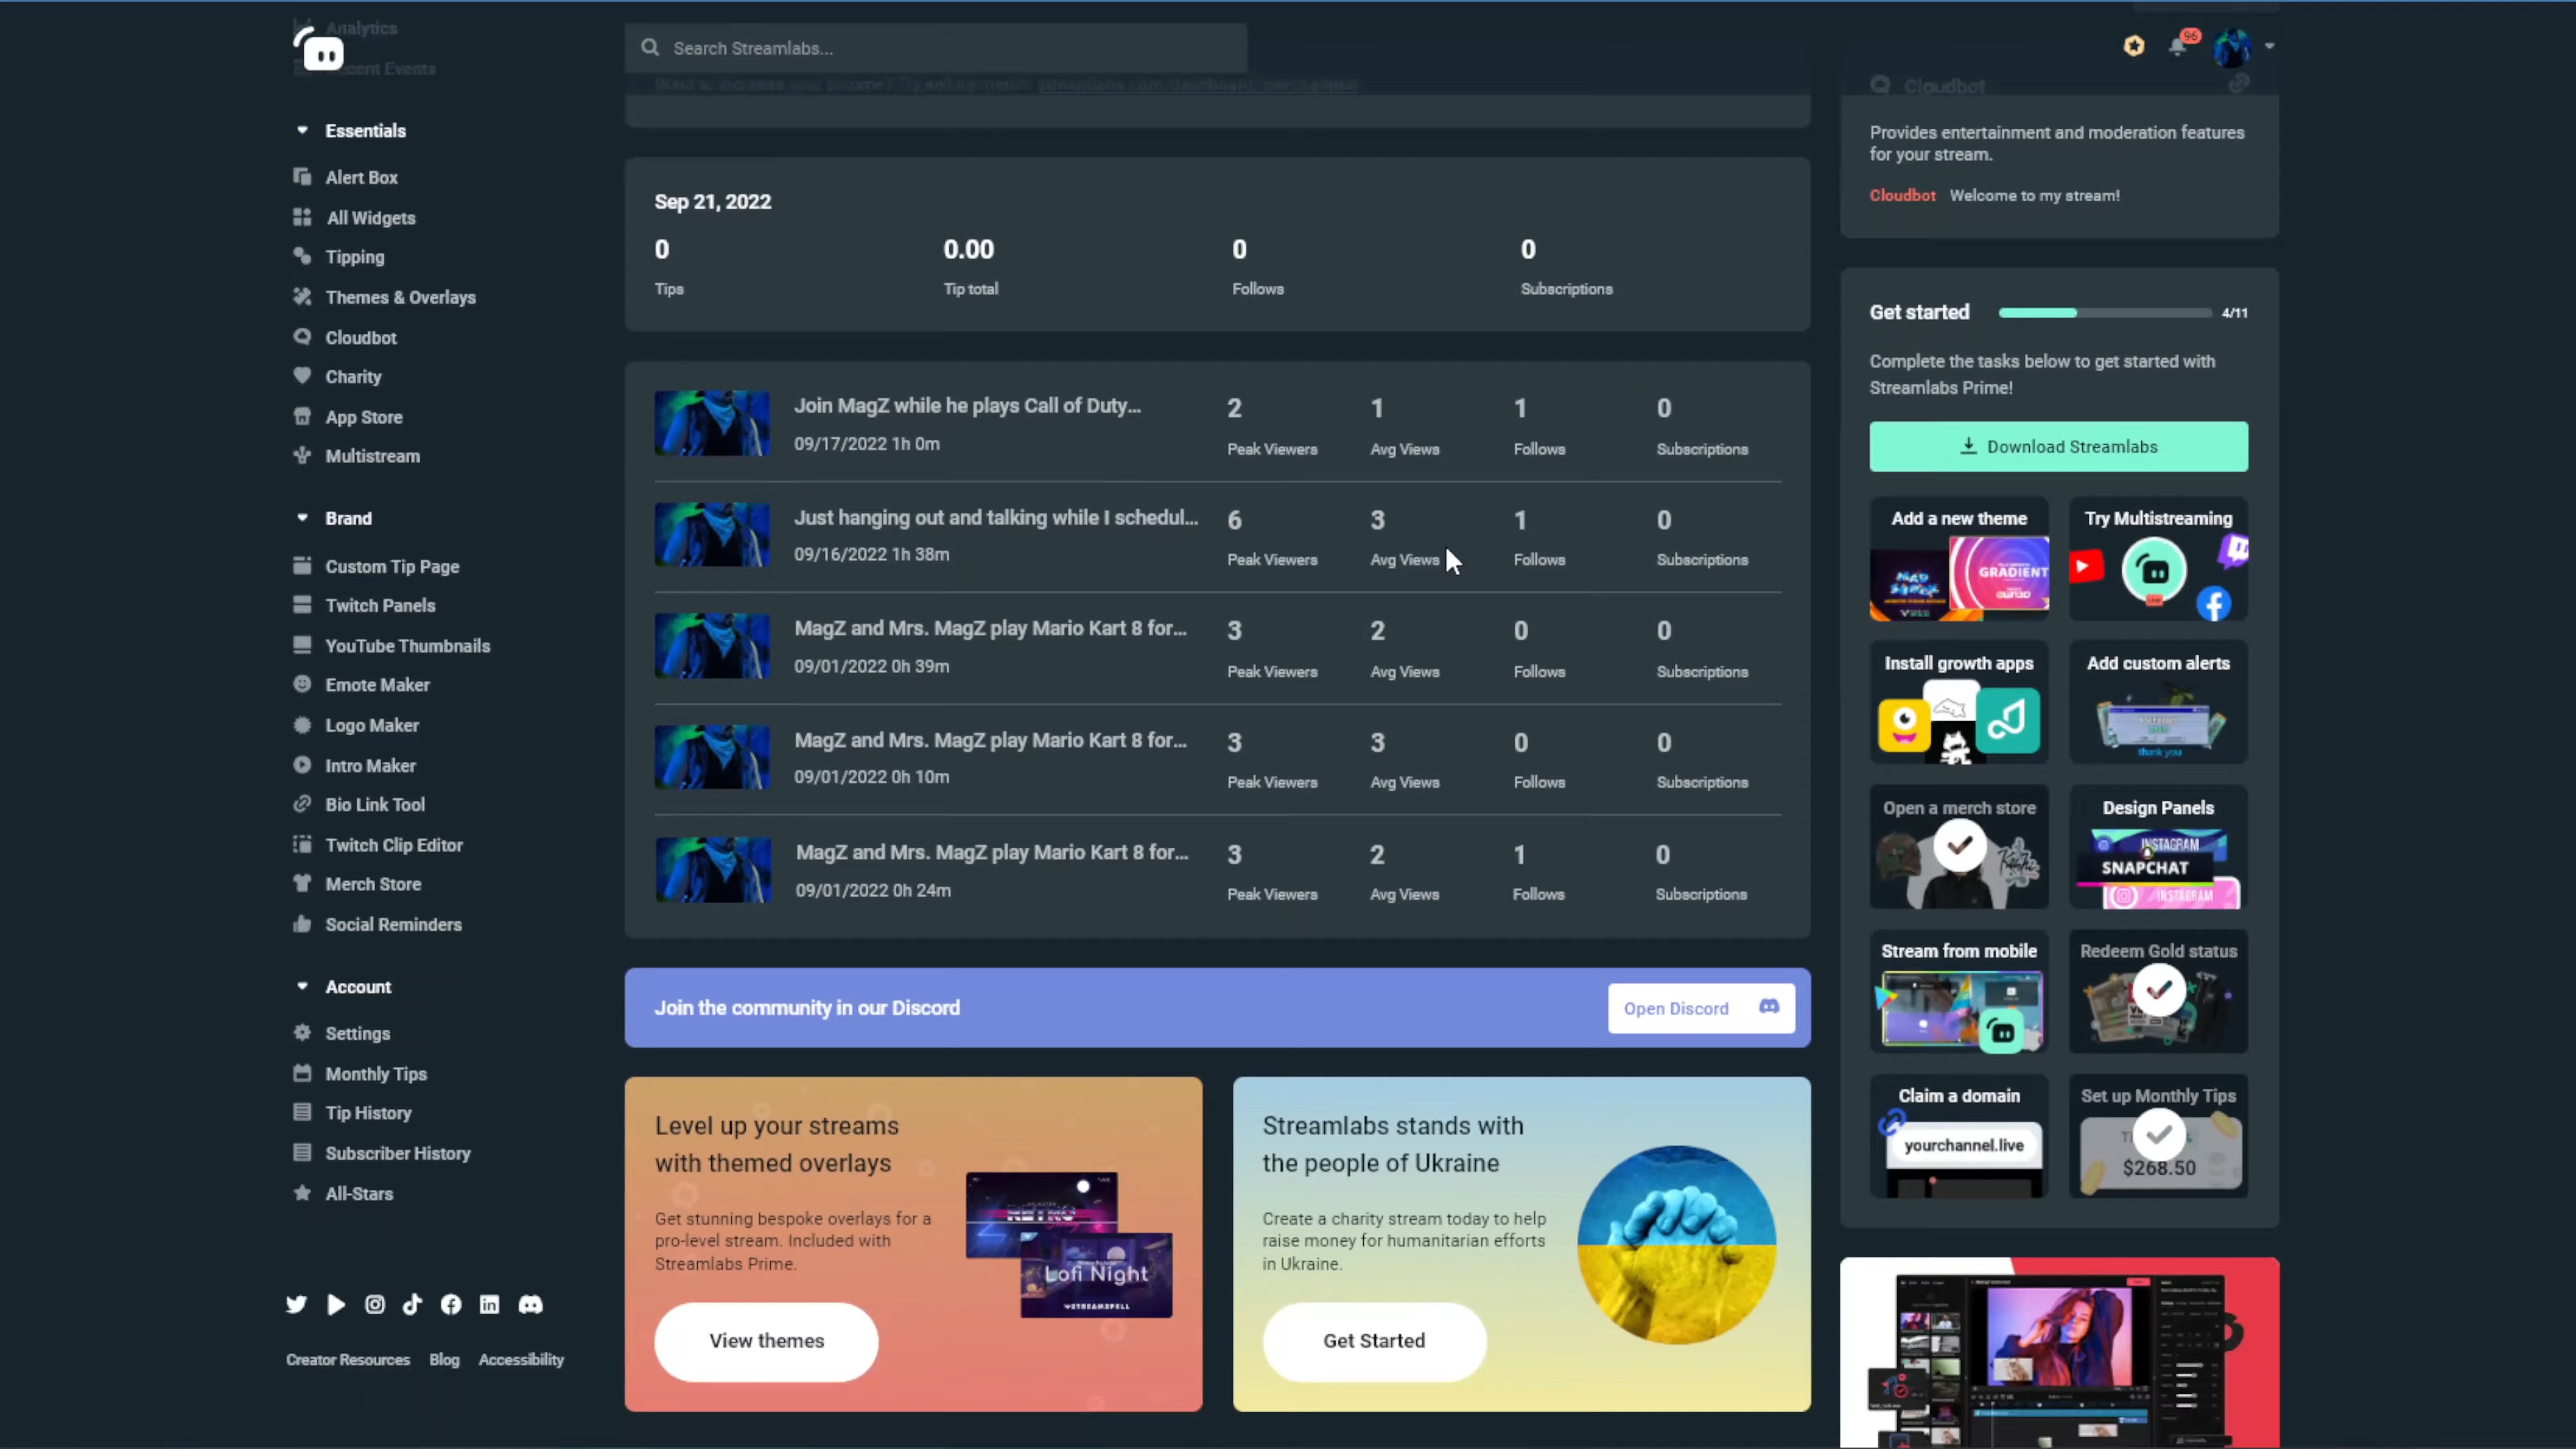 Analytics
Recent Events
Search Streamlabs...
96
Essentials
Alert Box
All Widgets
Tipping
Themes & Overlays
Cloudbot
Charity
App Store
Multistream
Brand
Custom Tip Page
Twitch Panels
YouTube Thumbnails
Emote Maker
Logo Maker
Intro Maker
Bio Link Tool
Twitch Clip Editor
Merch Store
Social Reminders
Account
Settings
Monthly Tips
Tip History
Subscriber History
All-Stars
Creator Resources Blog Accessibility
Sep 21, 2022
0 0.00 0 0
Tips Tip total Follows Subscriptions
Join MagZ while he plays Call of Duty... 2 1 1 0
09/17/2022 1h 0m Peak Viewers Avg Views Follows Subscriptions
Just hanging out and talking while I schedul... 6 3 1 0
09/16/2022 1h 38m Peak Viewers Avg Views Follows Subscriptions
MagZ and Mrs. MagZ play Mario Kart 8 for... 3 2 0 0
09/01/2022 0h 39m Peak Viewers Avg Views Follows Subscriptions
MagZ and Mrs. MagZ play Mario Kart 8 for... 3 3 0 0
09/01/2022 0h 10m Peak Viewers Avg Views Follows Subscriptions
MagZ and Mrs. MagZ play Mario Kart 8 for... 3 2 1 0
09/01/2022 0h 24m Peak Viewers Avg Views Follows Subscriptions
Join the community in our Discord
Open Discord
Level up your streams
with themed overlays
Get stunning bespoke overlays for a
pro-level stream. Included with
Streamlabs Prime.
RETRO
Lofi Night
View themes
Streamlabs stands with
the people of Ukraine
Create a charity stream today to help
raise money for humanitarian efforts
in Ukraine.
Get Started
Cloudbot
Provides entertainment and moderation features
for your stream.
Cloudbot Welcome to my stream!
Get started 4/11
Complete the tasks below to get started with
Streamlabs Prime!
Download Streamlabs
Add a new theme Try Multistreaming
GRADIENT
Install growth apps Add custom alerts
thank you
Open a merch store Design Panels
INSTAGRAM
SNAPCHAT
INSTAGRAM
Stream from mobile Redeem Gold status
Claim a domain Set up Monthly Tips
yourchannel.live
$268.50